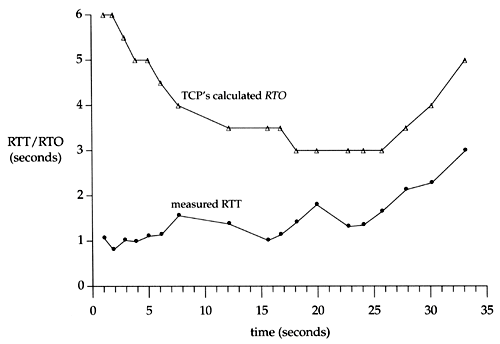 6
5
TCP's calculated RTO
4
RTT/RTO
(seconds)
3
2
measured RTT
1
0
0 5 10 15 20 25 30 35
time (seconds)